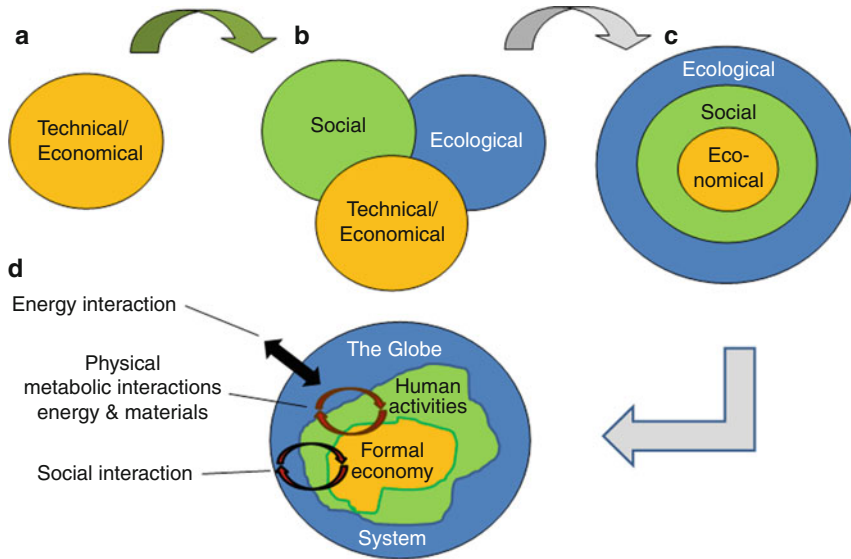 a
Technical/
Economical
b
Social
Ecological
Technical/
Economical
c
Ecological
Social
Eco-
nomical
d
Energy interaction
Physical
metabolic interactions
energy & materials
Social interaction
The Globe
Human
activities
Formal
economy
System